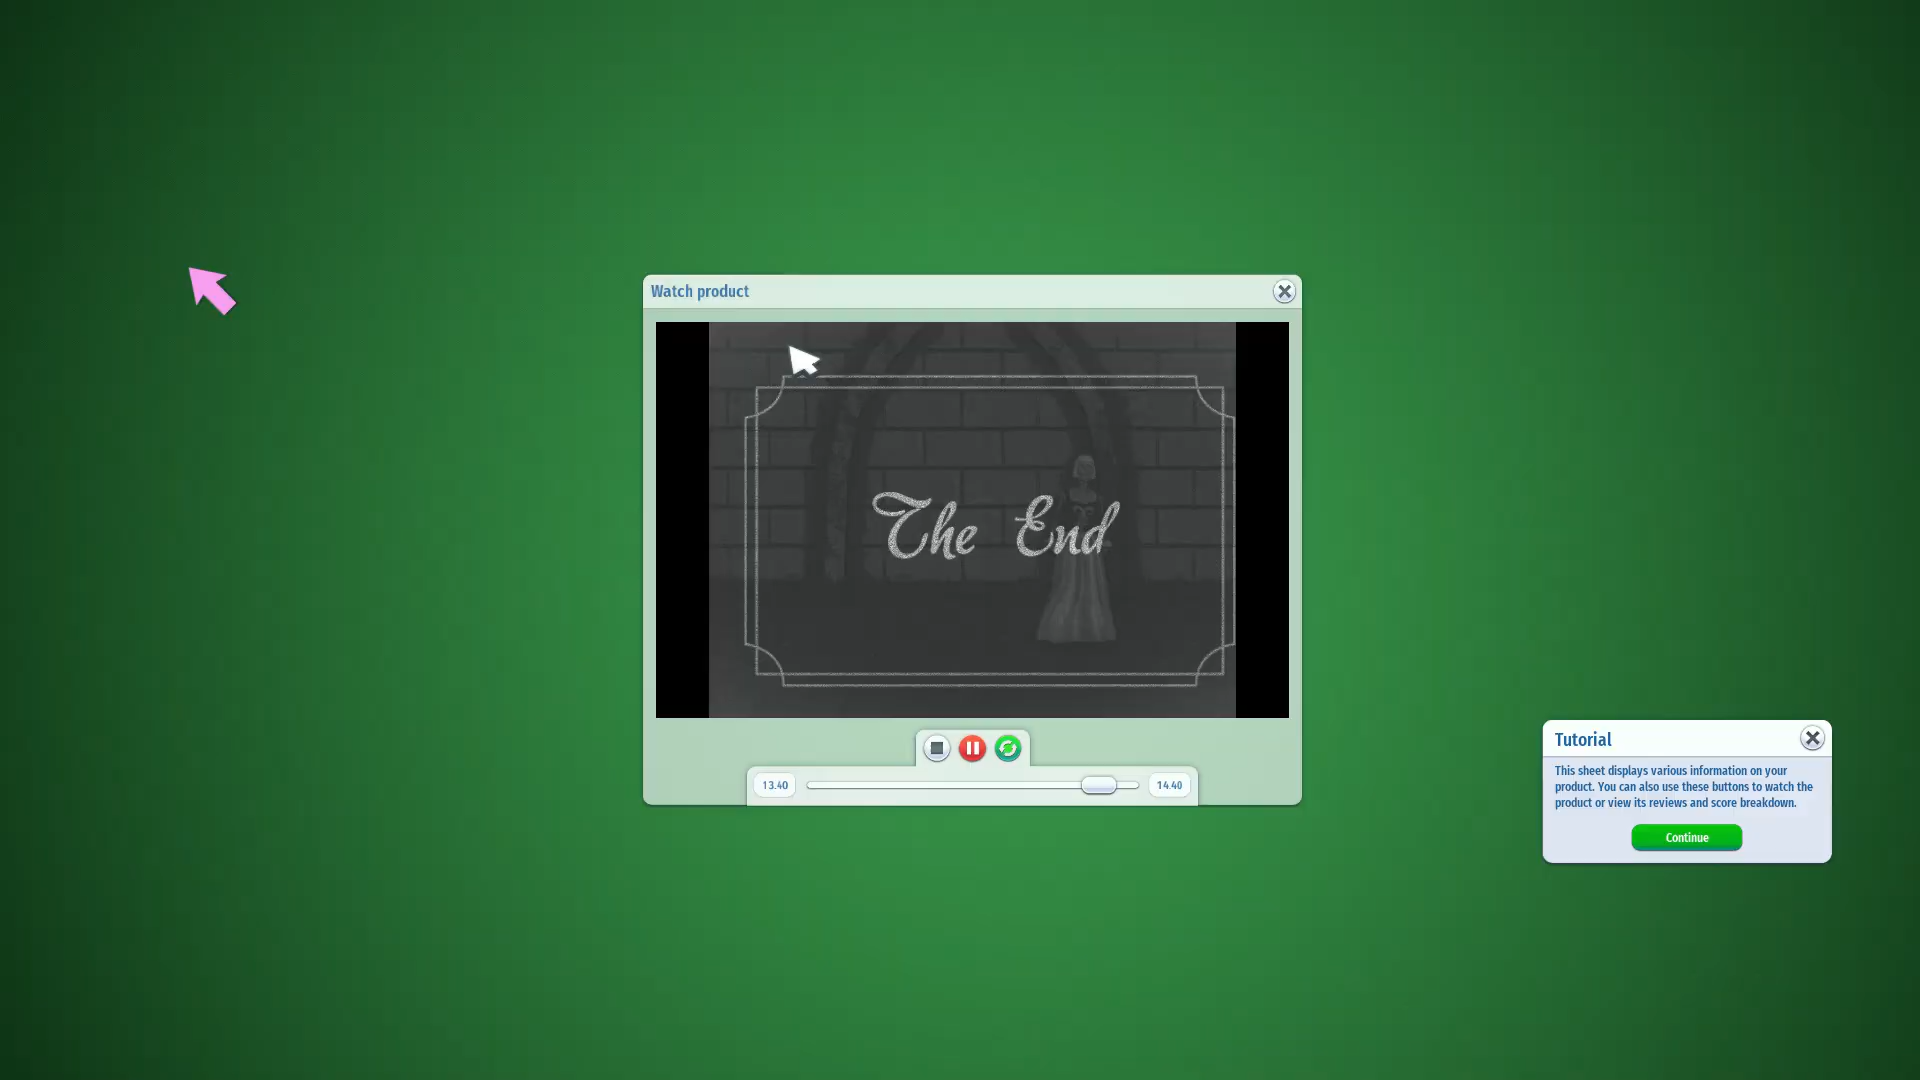 Watch product
The End
13.40
14.40
Tutorial
This sheet displays various information on your
product. You can also use these buttons to watch the
product or view its reviews and score breakdown.
Continue